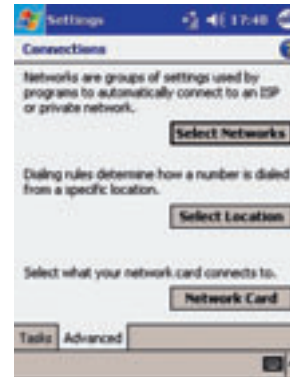 Settings 17:40
Connections
Networks are groups of settings used by
programs to automatically connect to an ISP
or private network.
Select Networks
Dialing rules determine how a number is dialed
from a specific location.
Select Location
Select what your network card connects to.
Network Card
Tasks Advanced